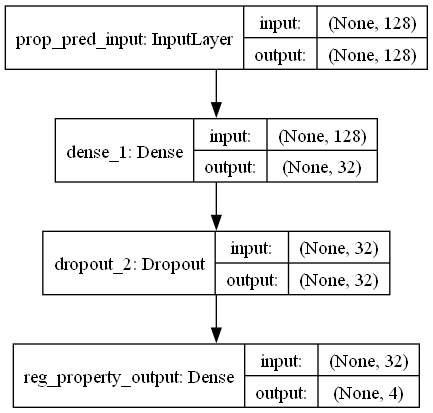 prop_pred_input: InputLayer
input: (None, 128)
output: (None, 128)
dense_1: Dense
input: (None, 128)
output: (None, 32)
dropout_2: Dropout
input: (None, 32)
output: (None, 32)
reg_property_output: Dense
input: (None, 32)
output: (None, 4)